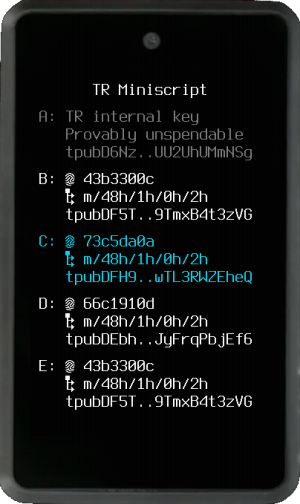 TR Miniscript
A: TR internal key
Provably unspendable
tpubD6Nz..UU2UhUMmNSg
B: 43b3300c
m/48h/1h/0h/2h
tpubDF5T..9TmxB4t3zVG
C: 73c5da0a
m/48h/1h/0h/2h
tpubDFH9..wTL3RWZEheQ
D: 66c1910d
m/48h/1h/0h/2h
tpubDEbh..JyFrqPbjEf6
E: 43b3300c
m/48h/1h/0h/2h
tpubDF5T..9TmxB4t3zVG